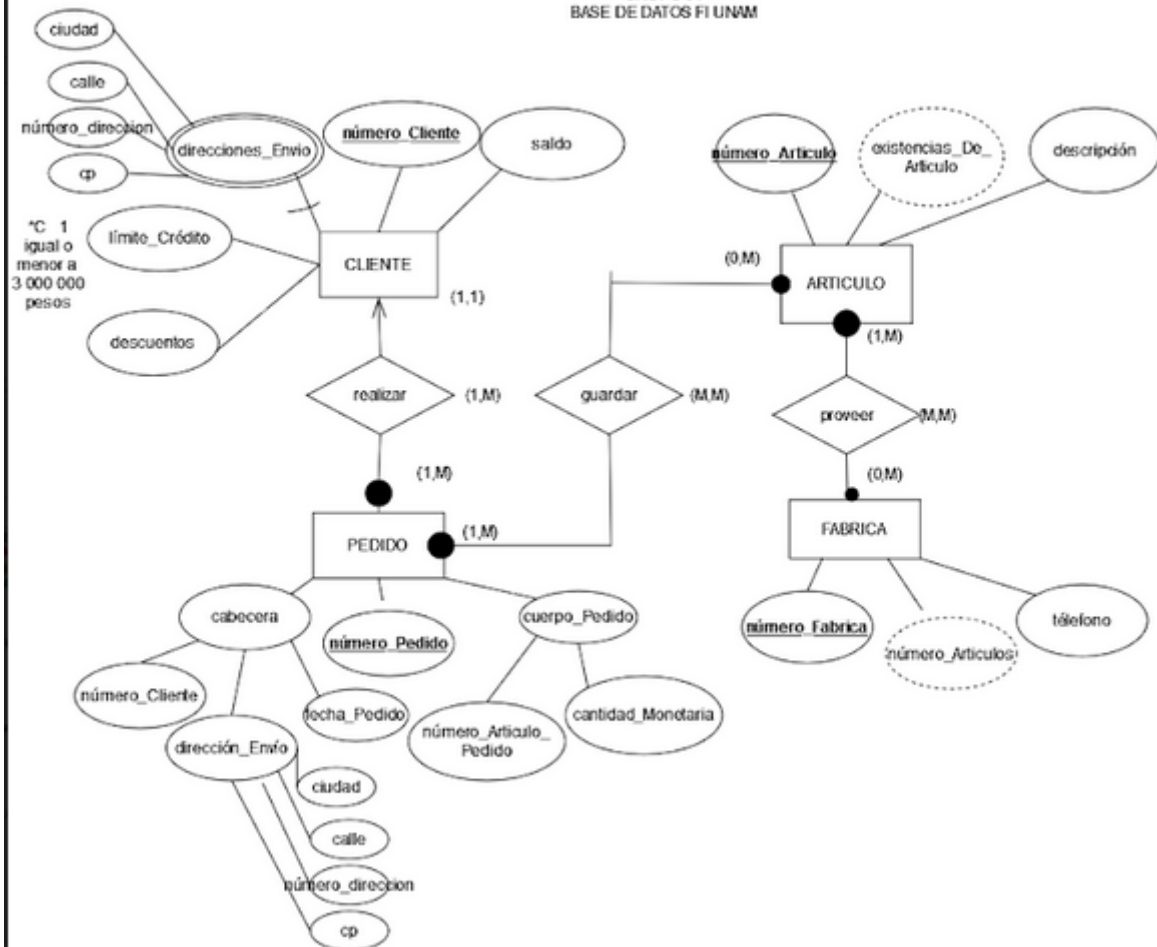 BASE DE DATOS FI UNAM
ciudad
calle
número_direccion
cp
direcciones_Envio
número_Cliente
saldo
número_Articulo
existencias_De_
Articulo
descripción
*C 1
igual o
menor a
3 000 000
pesos
límite_Crédito
descuentos
CLIENTE
(1,1)
(0,M)
ARTICULO
(1,M)
realizar
(1,M)
guardar
(M,M)
proveer
(M,M)
(1,M)
(0,M)
PEDIDO
(1,M)
FABRICA
cabecera
número_Pedido
cuerpo_Pedido
número_Fabrica
número_Articulos
télefono
número_Cliente
fecha_Pedido
número_Articulo_
Pedido
cantidad_Monetaria
dirección_Envío
ciudad
calle
número_direccion
cp